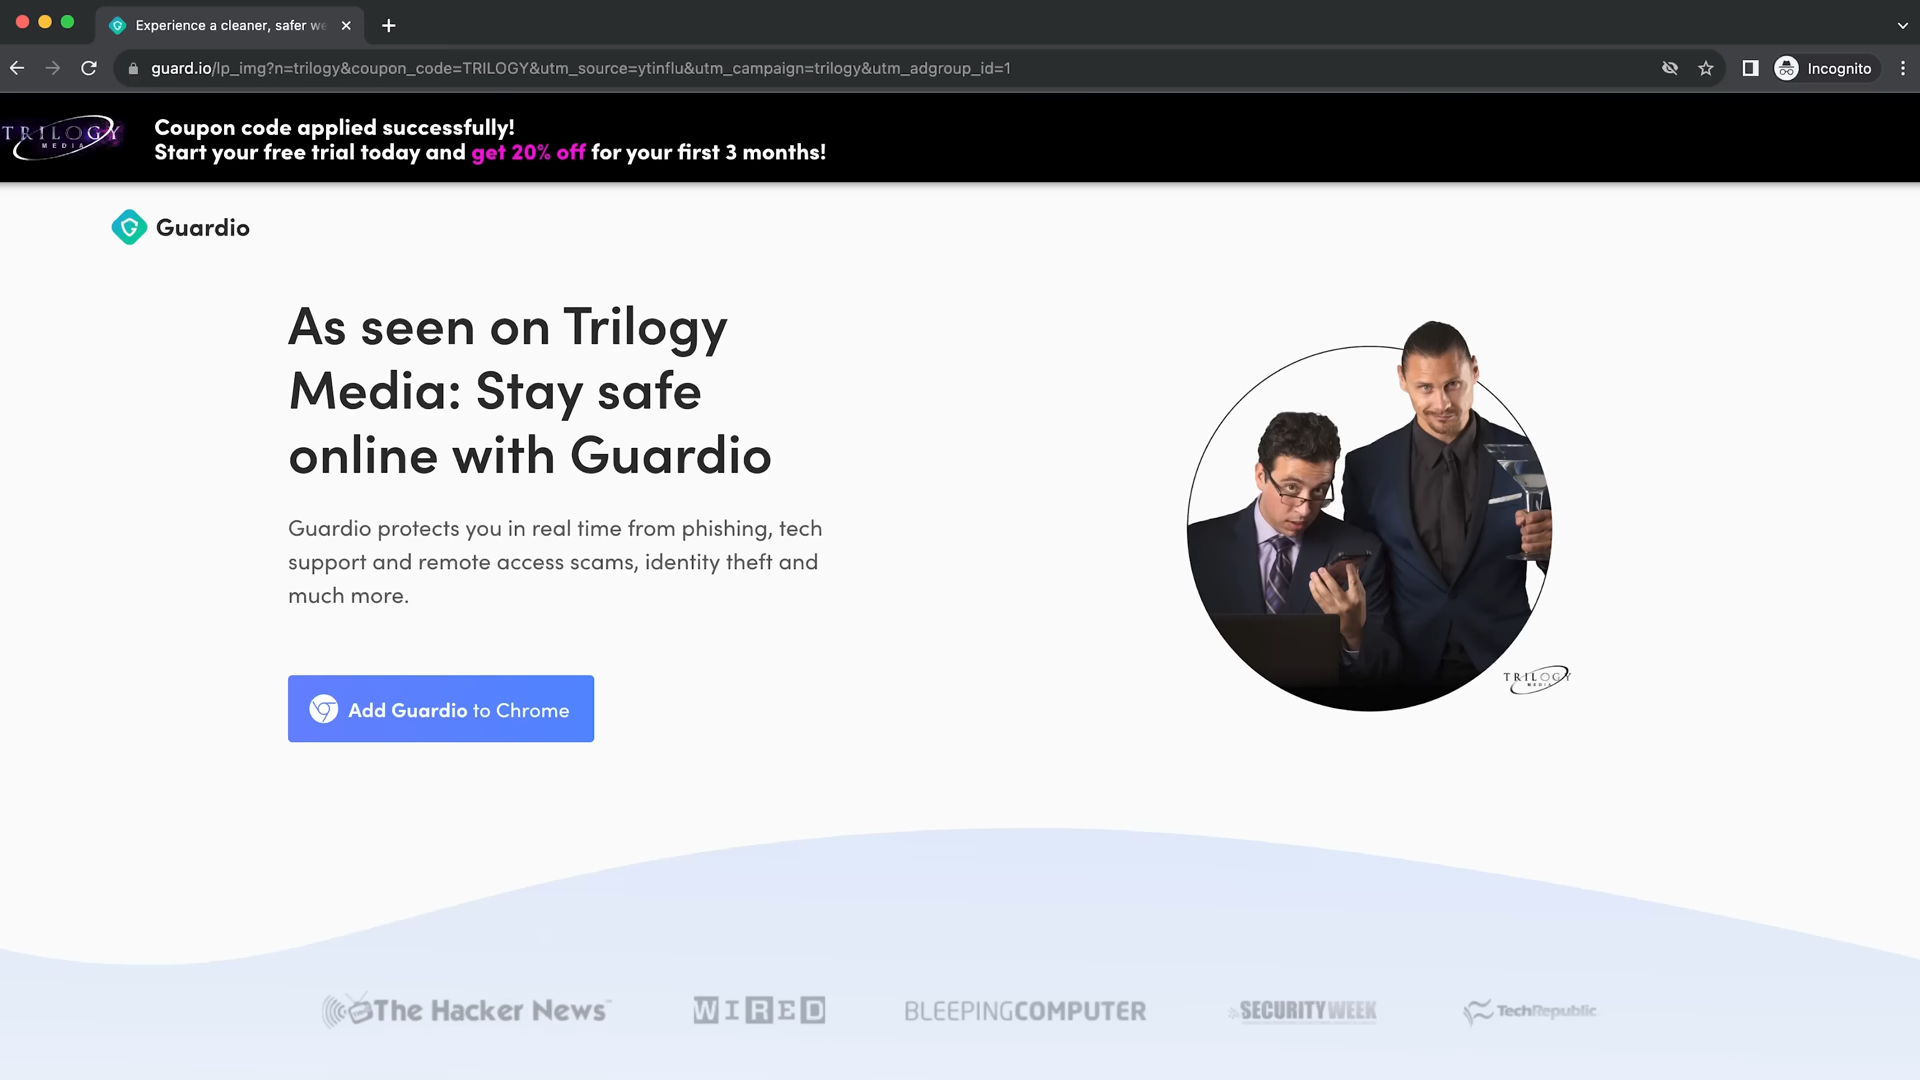 Experience a cleaner, safer we
guard.io/lp_img?n=trilogy&coupon_code=TRILOGY&utm_source=ytinflu&utm_campaign=trilogy&utm_adgroup_id=1
Incognito
TRILOGY
MEDIA
Coupon code applied successfully!
Start your free trial today and get 20% off for your first 3 months!
Guardio
As seen on Trilogy
Media: Stay safe
online with Guardio
Guardio protects you in real time from phishing, tech
support and remote access scams, identity theft and
much more.
TRILOGY
MEDIA
Add Guardio to Chrome
The Hacker News™
WIRED
BLEEPINGCOMPUTER
SECURITYWEEK
TechRepublic